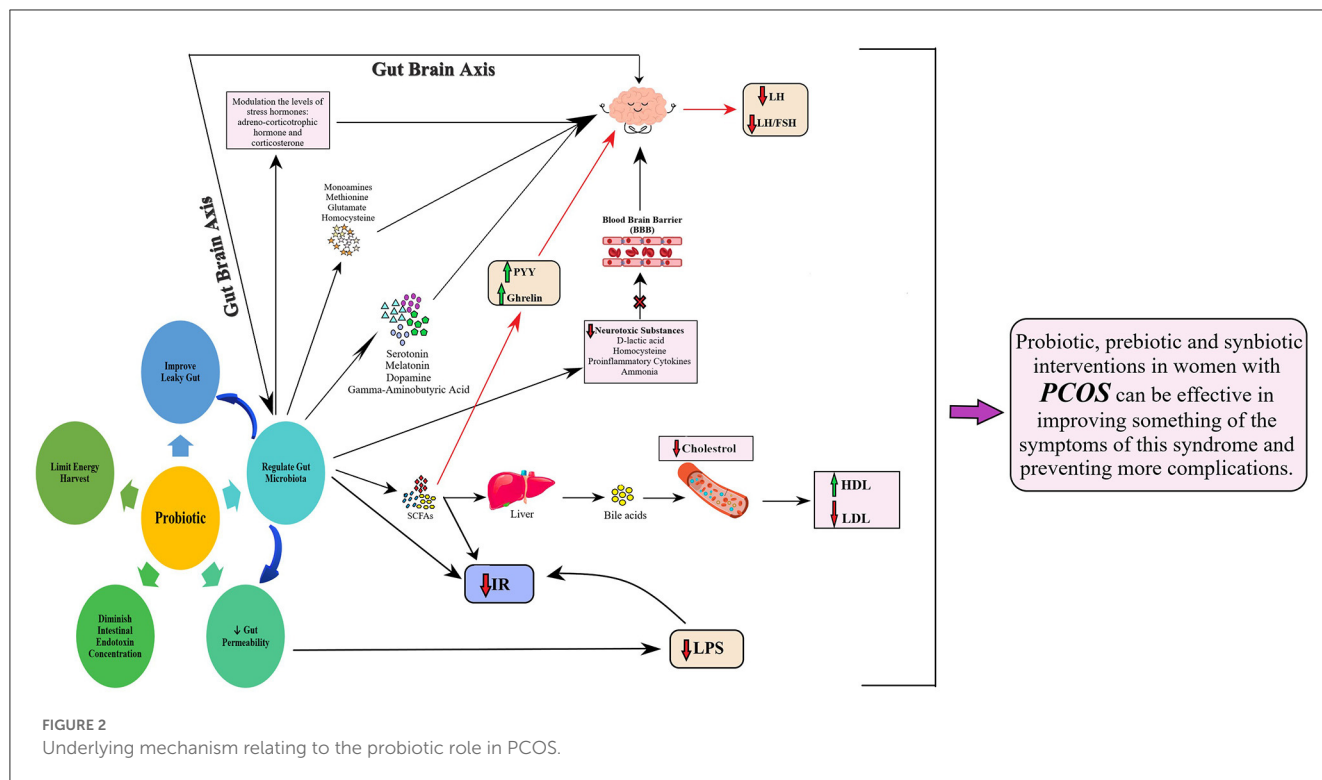 Gut Brain Axis
Modulation the levels of
stress hormones:
adreno-corticotrophic
hormone and
corticosterone
LH
LH/FSH
Gut Brain Axis
Monoamines
Methionine
Glutamate
Homocysteine
Blood Brain Barrier
(BBB)
PYY
Ghrelin
Serotonin
Melatonin
Dopamine
Gamma-Aminobutyric Acid
Neurotoxic Substances
D-lactic acid
Homocysteine
Proinflammatory Cytokines
Ammonia
Improve
Leaky Gut
Limit Energy
Harvest
Probiotic
Regulate Gut
Microbiota
Diminish
Intestinal
Endotoxin
Concentration
↓ Gut
Permeability
SCFAs
Liver
Bile acids
Cholestrol
HDL
LDL
IR
LPS
Probiotic, prebiotic and synbiotic
interventions in women with
PCOS can be effective in
improving something of the
symptoms of this syndrome and
preventing more complications.
FIGURE 2
Underlying mechanism relating to the probiotic role in PCOS.